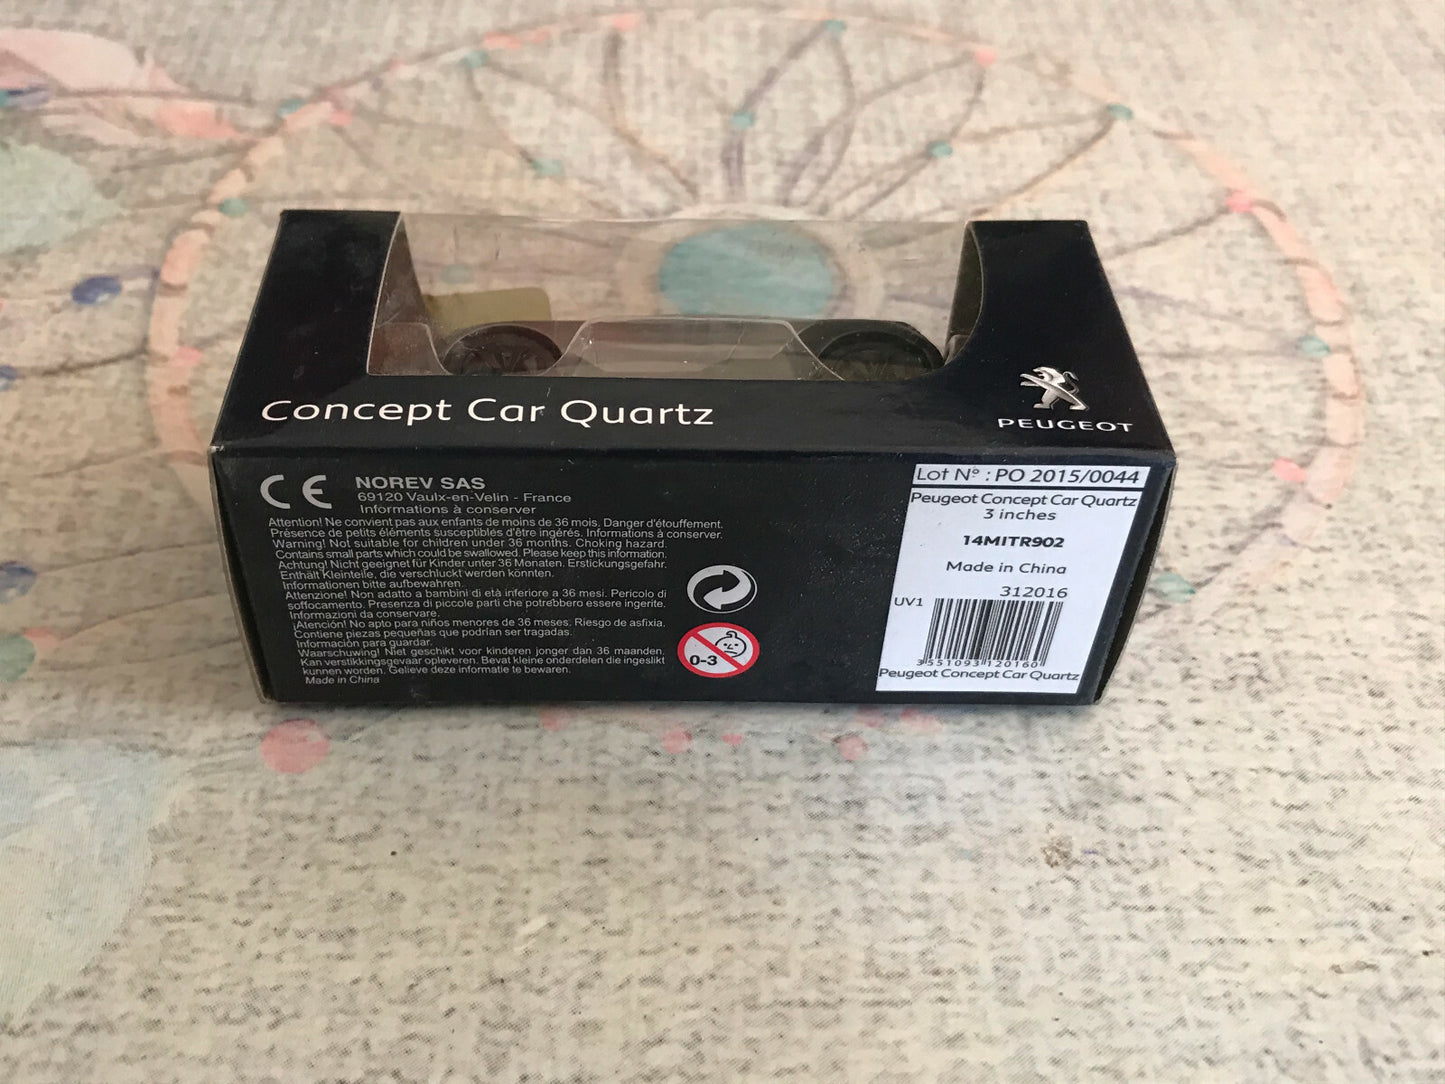 Concept Car Quartz
PEUGEOT
CE
NOREV SAS
69120 Vaulx-en-Velin - France
Informations à conserver
Attention! Ne convient pas aux enfants de moins de 36 mois. Danger d'étouffement.
Présence de petits éléments susceptibles d'être ingérés. Informations à conserver.
Warning! Not suitable for children under 36 months. Choking hazard.
Contains small parts which could be swallowed. Please keep this information.
Achtung! Nicht geeignet für Kinder unter 36 Monaten. Erstickungsgefahr.
Enthält Kleinteile, die verschluckt werden könnten.
Informationen bitte aufbewahren.
Attenzione! Non adatto a bambini di età inferiore a 36 mesi. Pericolo di
soffocamento. Presenza di piccole parti che potrebbero essere ingerite.
Informazioni da conservare.
¡Atención! No apto para niños menores de 36 meses. Riesgo de asfixia.
Contiene piezas pequeñas que podrían ser tragadas.
Información para guardar.
Waarschuwing! Niet geschikt voor kinderen jonger dan 36 maanden.
Kan verstikkingsgevaar opleveren. Bevat kleine onderdelen die ingeslikt
kunnen worden. Gelieve deze informatie te bewaren.
Made in China
0-3
Lot N° : PO 2015/0044
Peugeot Concept Car Quartz
3 inches
14MITR902
Made in China
312016
UV1
3551093120160
Peugeot Concept Car Quartz